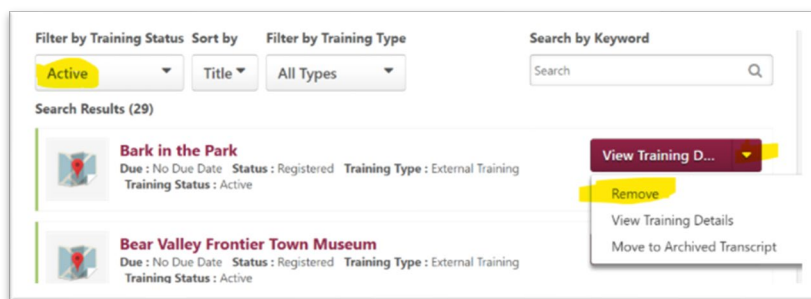 Filter by Training Status Sort by Filter by Training Type Search by Keyword
Active Title All Types Search
Search Results (29)
Bark in the Park
View Training D...
Due : No Due Date Status : Registered Training Type : External Training
Training Status : Active
Remove
View Training Details
Move to Archived Transcript
Bear Valley Frontier Town Museum
Due : No Due Date Status : Registered Training Type : External Training
Training Status : Active